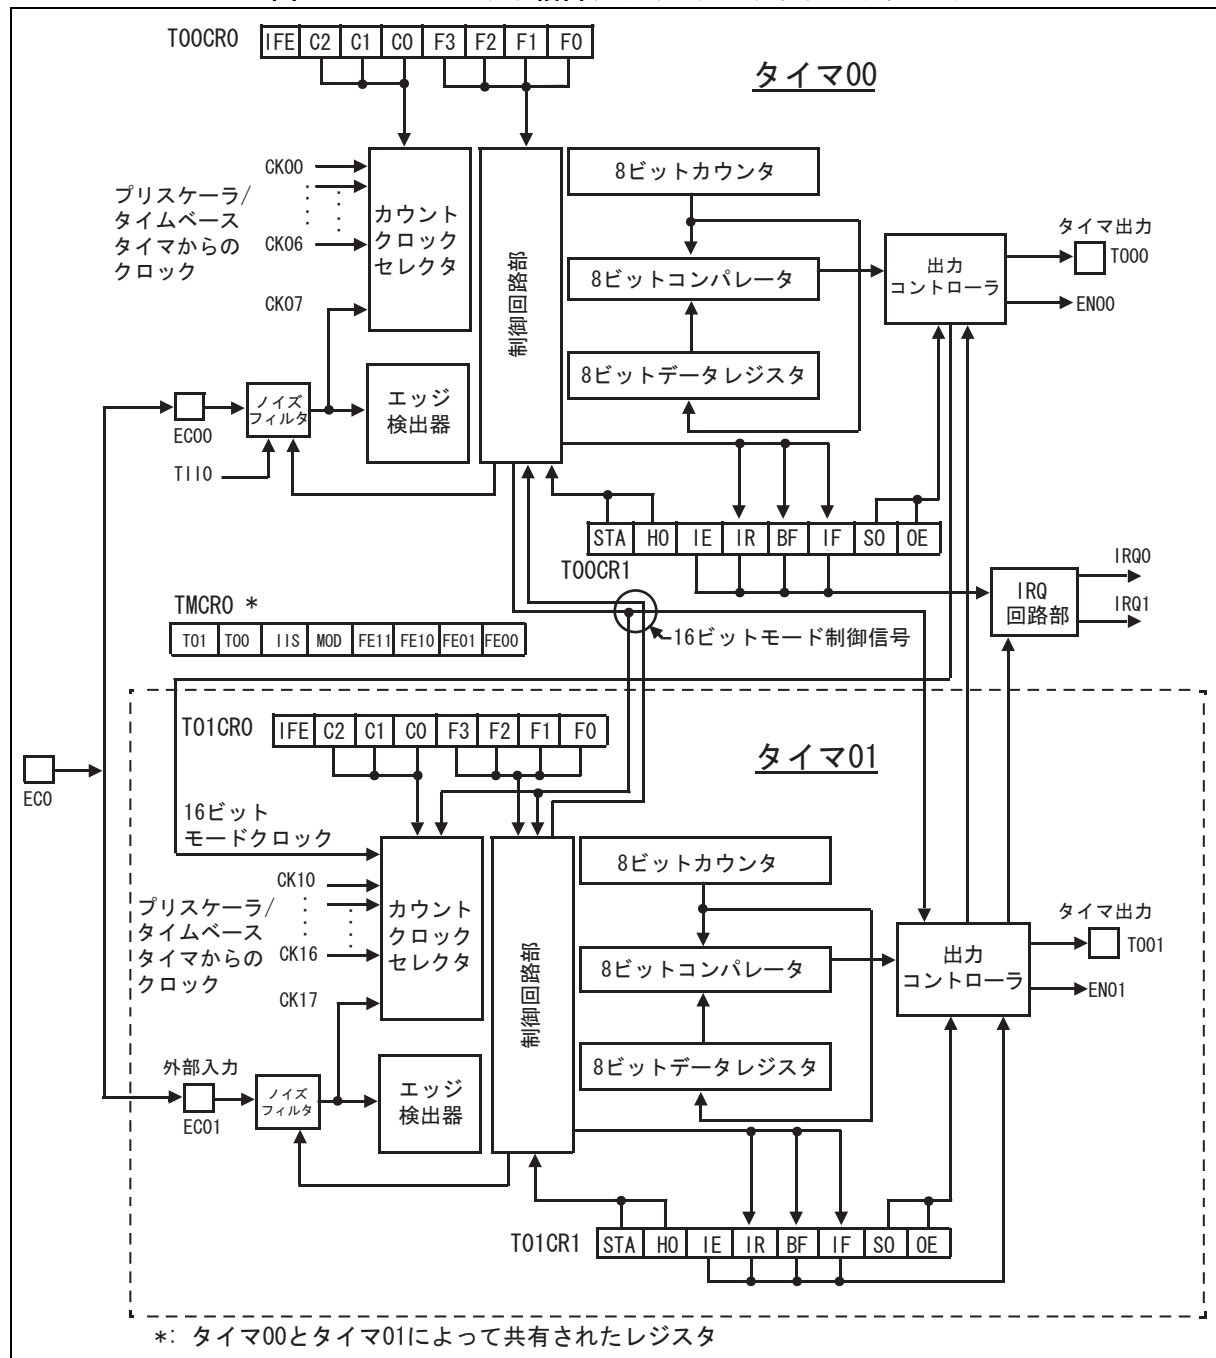 T00CR0
IFE C2 C1 C0 F3 F2 F1 F0
タイマ00
CK00
プリスケーラ/
タイムベース
タイマからの
クロック
CK06
CK07
カウント
クロック
セレクタ
制御回路部
8ビットカウンタ
8ビットコンパレータ
8ビットデータレジスタ
出力
コントローラ
タイマ出力
TO00
EN00
EC00
ノイズ
フィルタ
エッジ
検出器
TII0
STA HO IE IR BF IF SO OE
T00CR1
IRQ
回路部
IRQ0
IRQ1
TMCR0 *
TO1 TO0 IIS MOD FE11 FE10 FE01 FE00
16ビットモード制御信号
T01CR0
IFE C2 C1 C0 F3 F2 F1 F0
タイマ01
EC0
16ビット
モードクロック
CK10
プリスケーラ/
タイムベース
タイマからの
クロック
CK16
CK17
カウント
クロック
セレクタ
制御回路部
8ビットカウンタ
8ビットコンパレータ
8ビットデータレジスタ
出力
コントローラ
タイマ出力
TO01
EN01
外部入力
EC01
ノイズ
フィルタ
エッジ
検出器
T01CR1
STA HO IE IR BF IF SO OE
*: タイマ00とタイマ01によって共有されたレジスタ